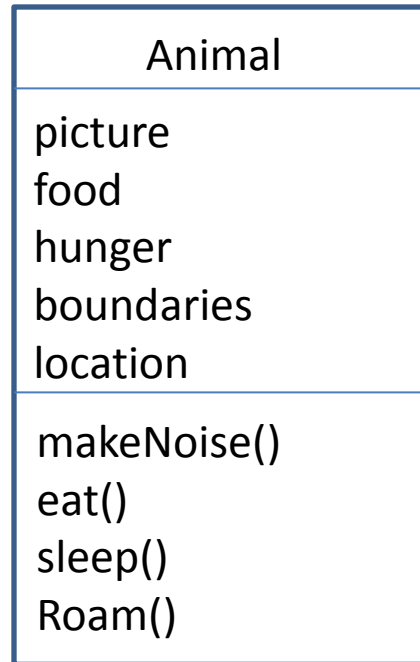 Animal
picture
food
hunger
boundaries
location
makeNoise()
eat()
sleep()
Roam()